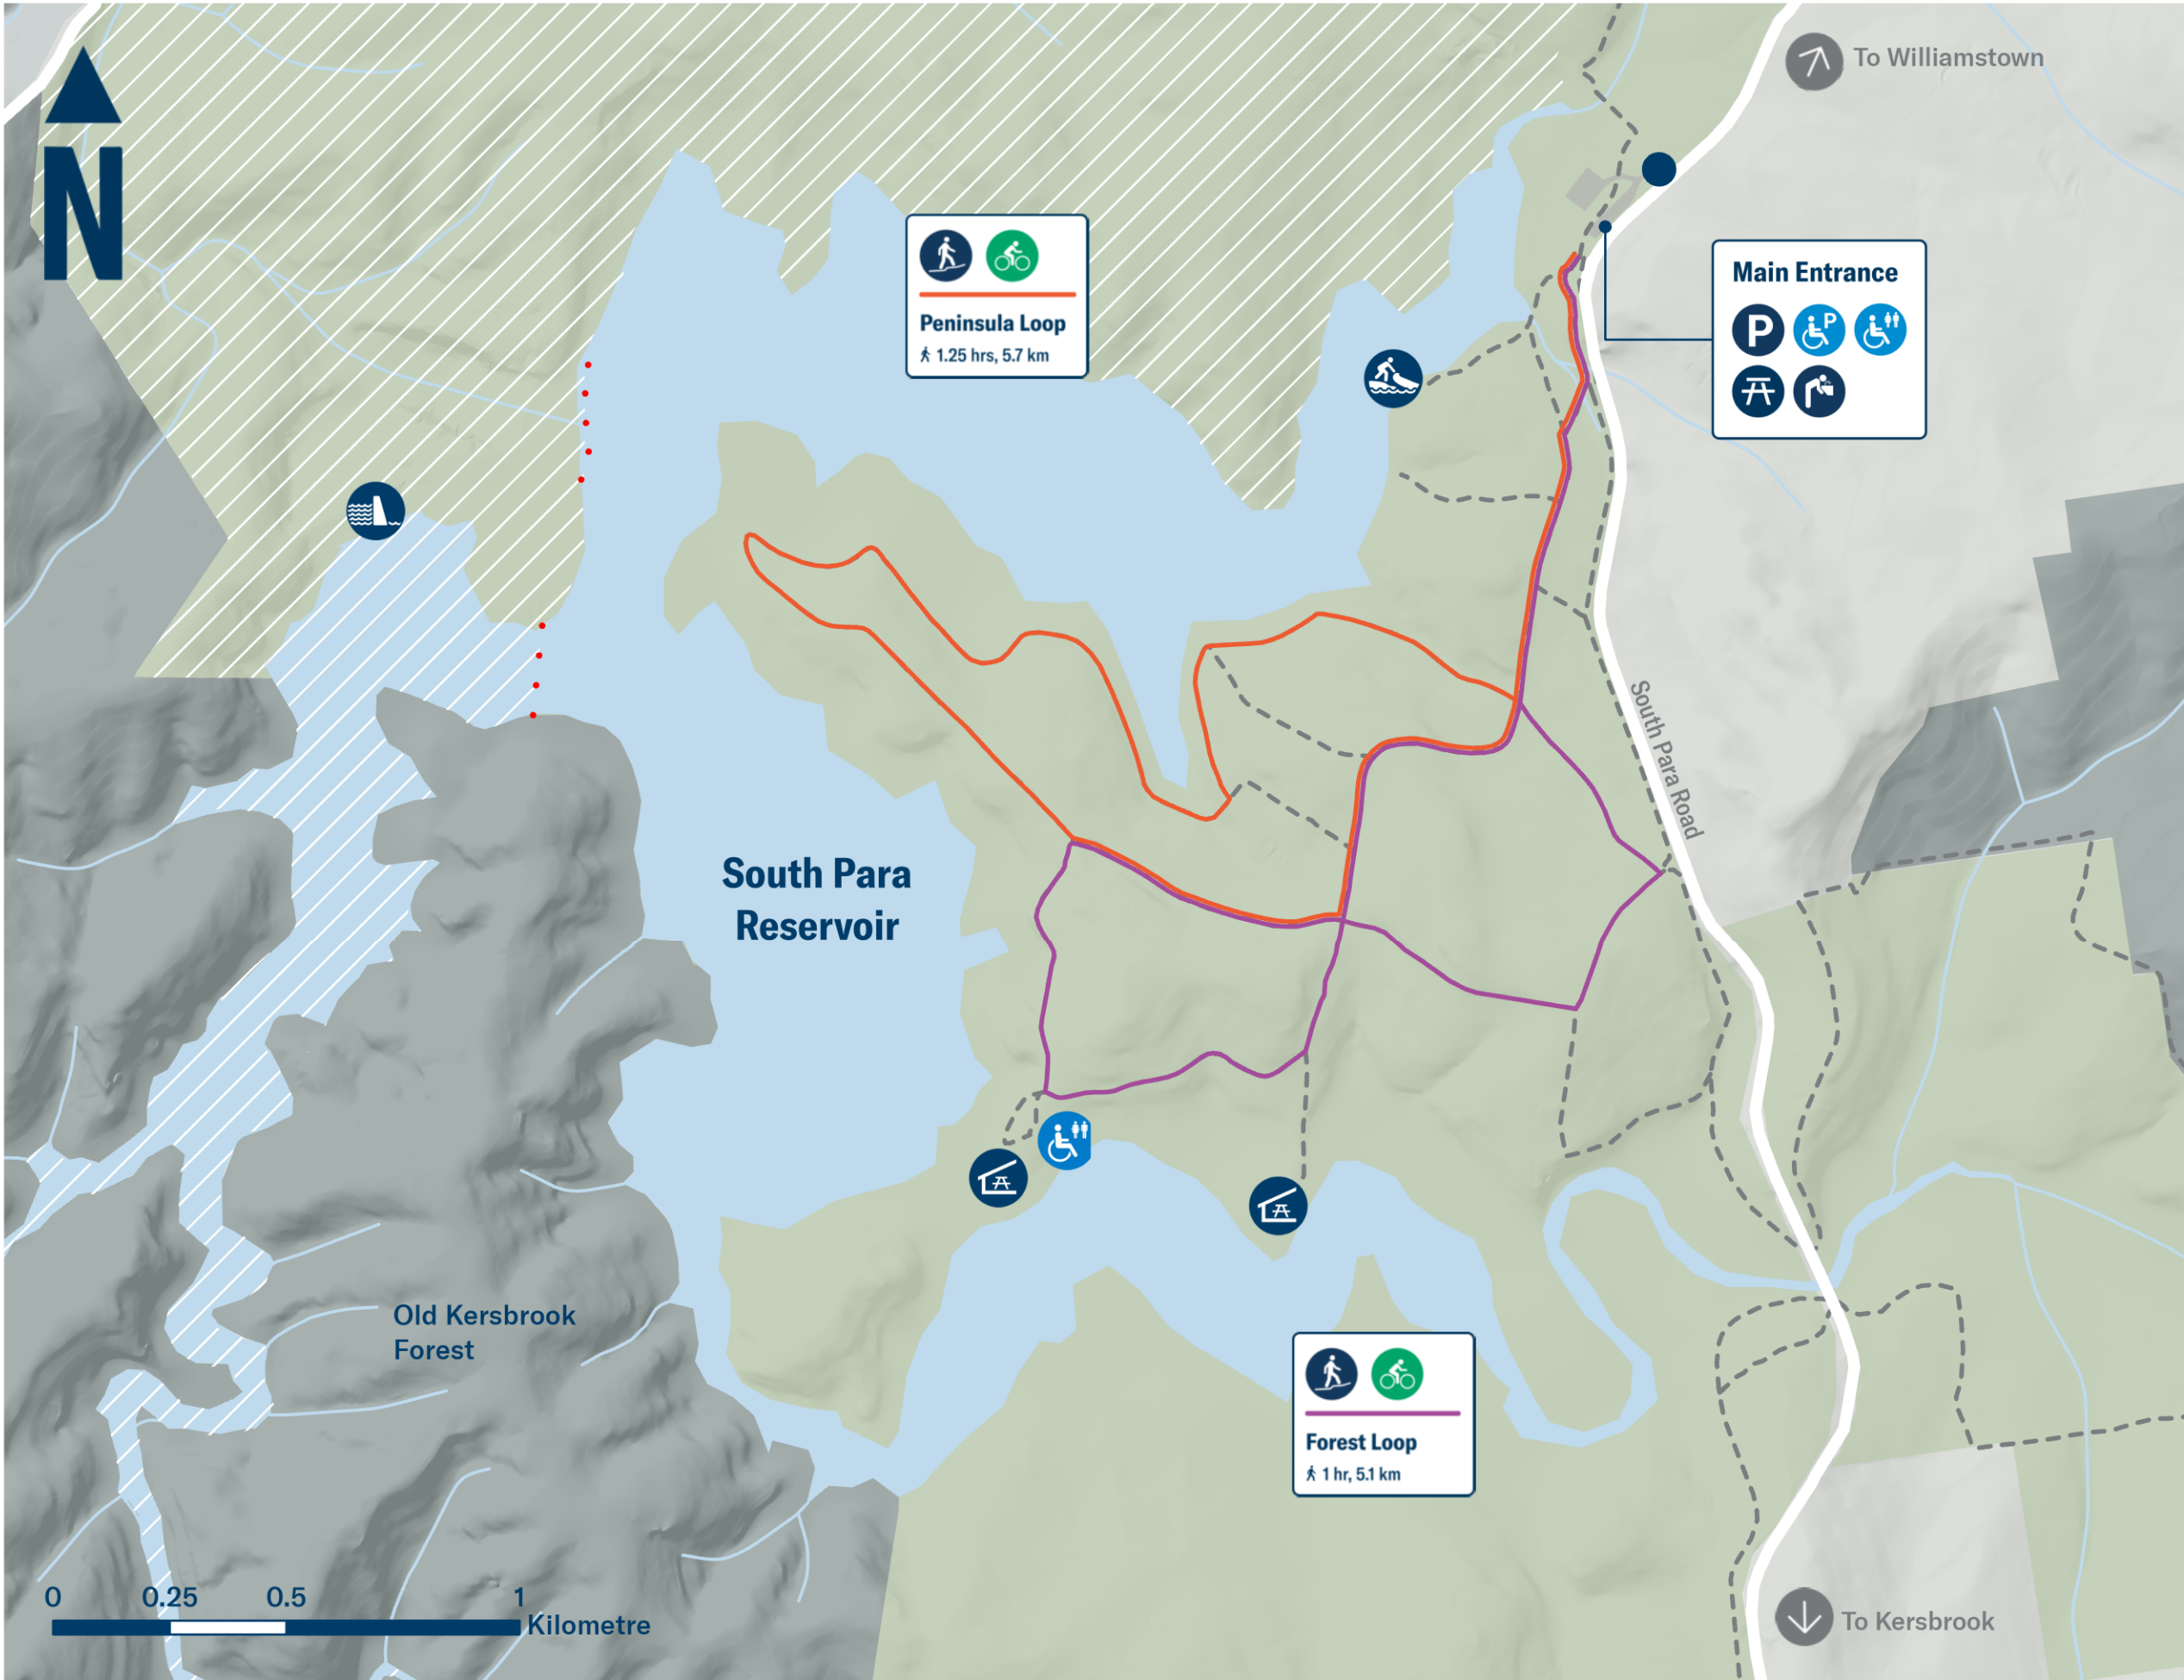 N
To Williamstown
Main Entrance
P
P
Peninsula Loop
1.25 hrs, 5.7 km
South Para Road
South Para
Reservoir
Old Kersbrook
Forest
Forest Loop
1 hr, 5.1 km
0 0.25 0.5 1
Kilometre
To Kersbrook